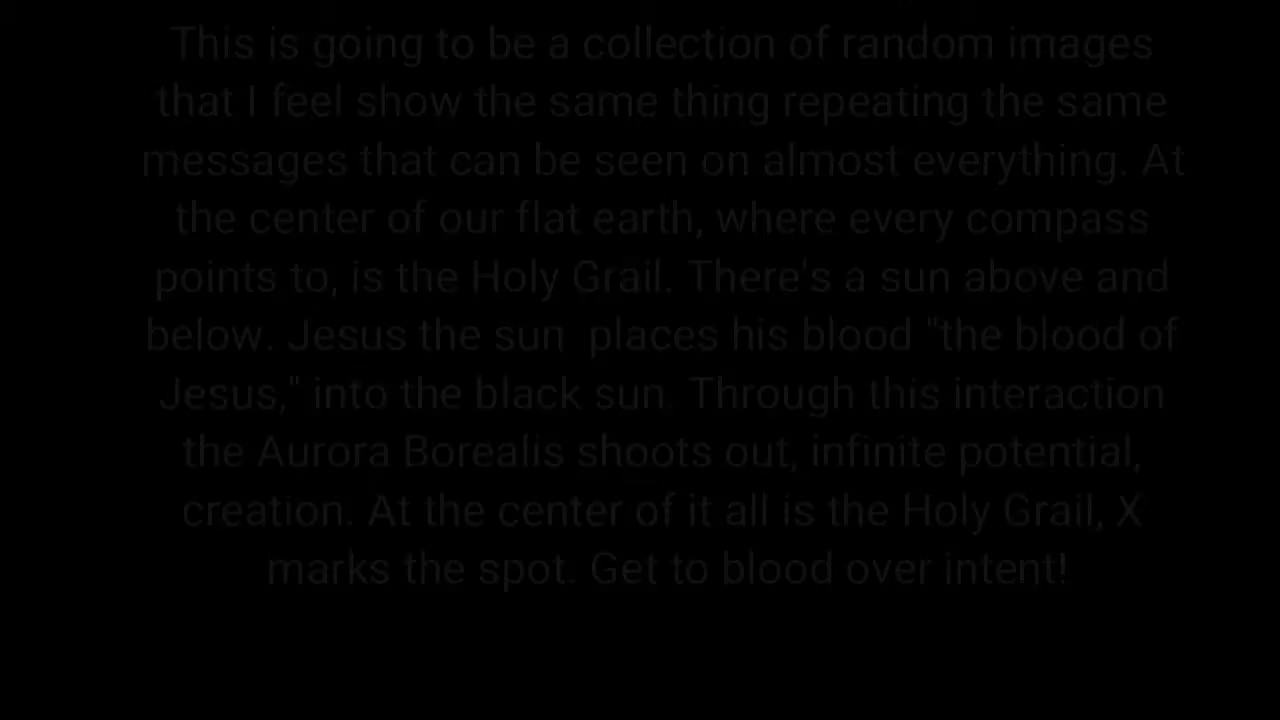 This is going to be a collection of random images
that I feel show the same thing repeating the same
messages that can be seen on almost everything. At
the center of our flat earth, where every compass
points to, is the Holy Grail. There's a sun above and
below. Jesus the sun  places his blood "the blood of
Jesus," into the black sun. Through this interaction
the Aurora Borealis shoots out, infinite potential,
creation. At the center of it all is the Holy Grail, X
marks the spot. Get to blood over intent!